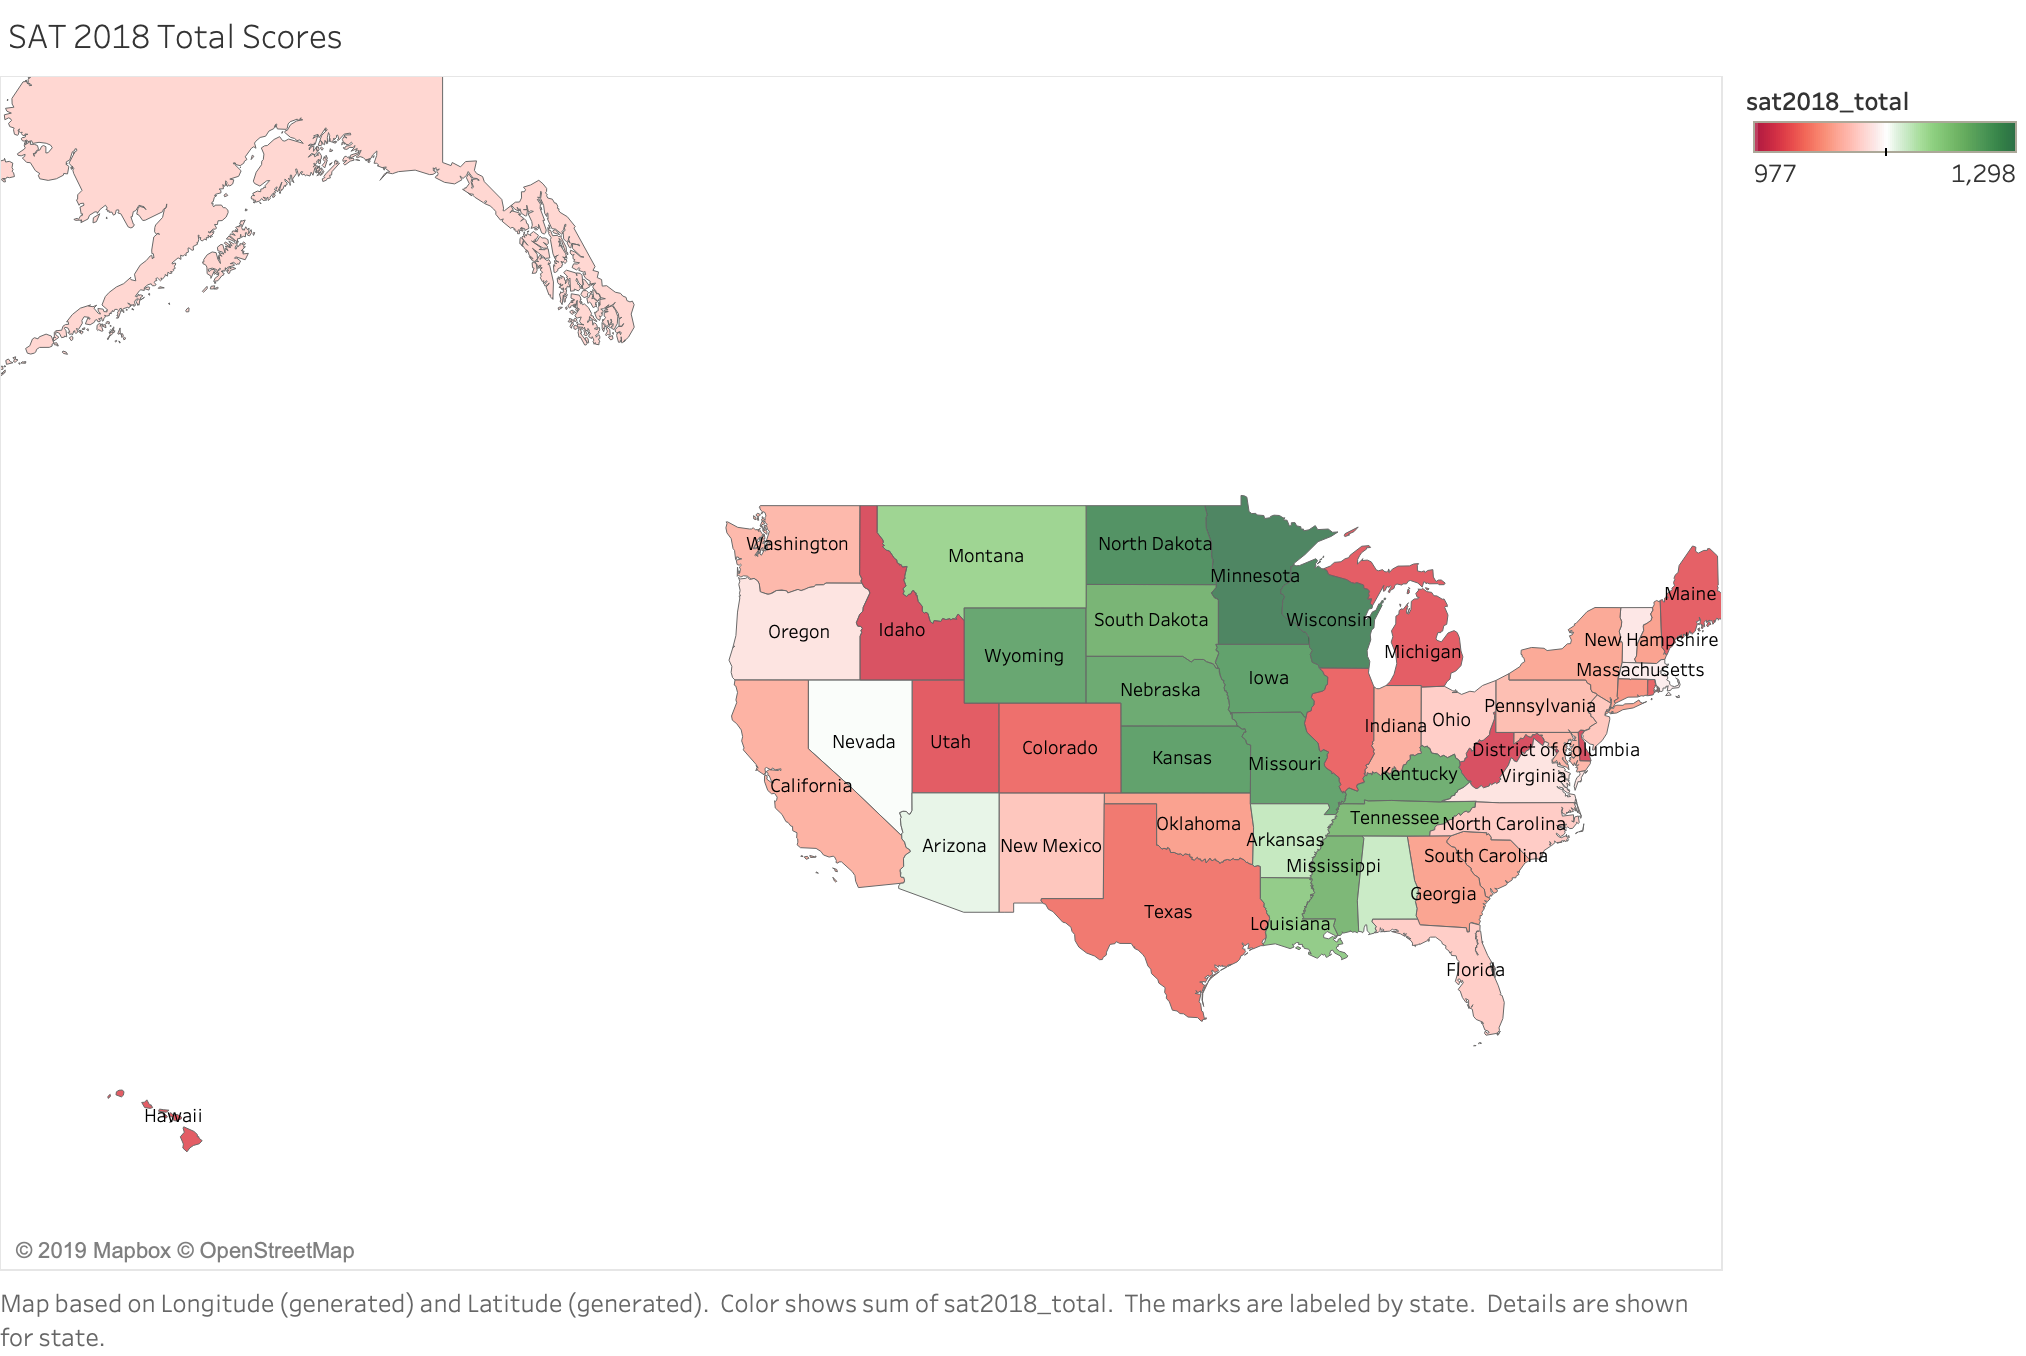 SAT 2018 Total Scores
sat2018_total
977 1,298
Washington
Montana
North Dakota
Minnesota
Maine
Oregon
Idaho
South Dakota
Wisconsin
Wyoming
Michigan
New Hampshire
Massachusetts
Nebraska
Iowa
Pennsylvania
Nevada
Utah
Colorado
Indiana
Ohio
District of Columbia
Kansas
Missouri
Kentucky
Virginia
California
Tennessee
North Carolina
Oklahoma
Arizona
New Mexico
Arkansas
South Carolina
Mississippi
Georgia
Texas
Louisiana
Florida
Hawaii
© 2019 Mapbox © OpenStreetMap
Map based on Longitude (generated) and Latitude (generated).  Color shows sum of sat2018_total.  The marks are labeled by state.  Details are shown
for state.